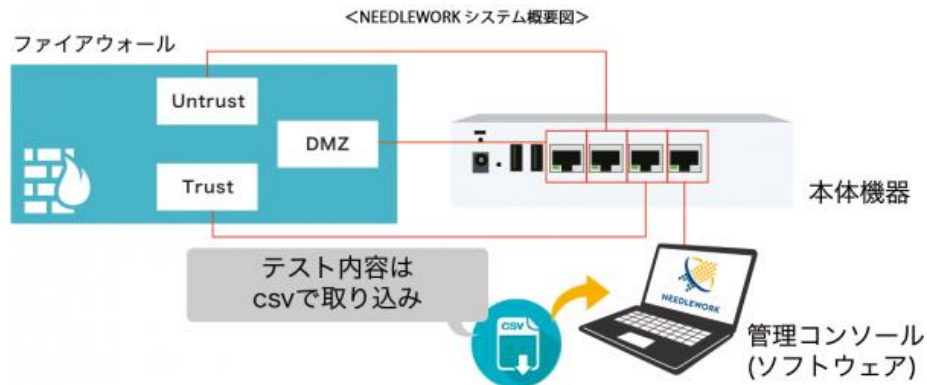 <NEEDLEWORK システム概要図>
ファイアウォール
Untrust
DMZ
Trust
本体機器
テスト内容は
csvで取り込み
CSV
NEEDLEWORK
管理コンソール
(ソフトウェア)